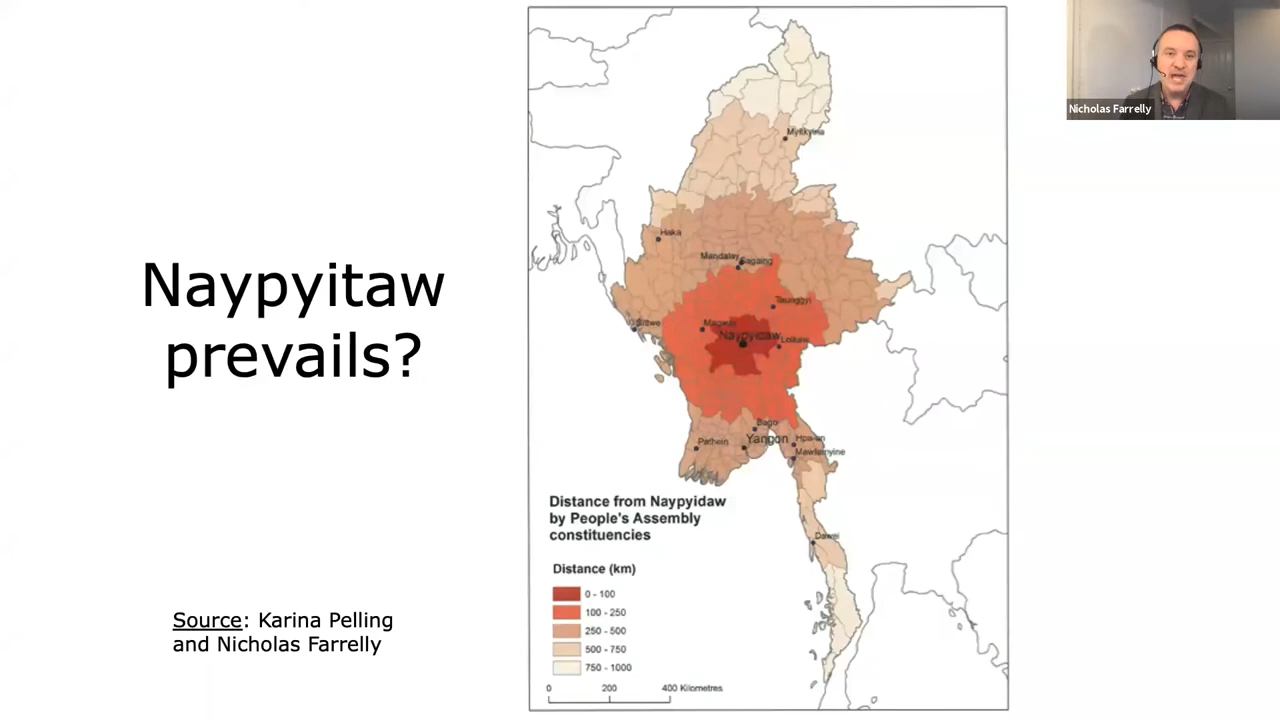 Naypyitaw
prevails?
Source: Karina Pelling
and Nicholas Farrelly
Myitkyina
Haka
Mandalay
Sagaing
Taunggyi
Sittwe
Magway
Naypyidaw
Loikaw
Bago
Pathein
Yangon
Hpa-an
Mawlamyine
Dawei
Distance from Naypyidaw
by People's Assembly
constituencies
Distance (km)
0 - 100
100 - 250
250 - 500
500 - 750
750 - 1000
0 200 400 Kilometres
Nicholas Farrelly